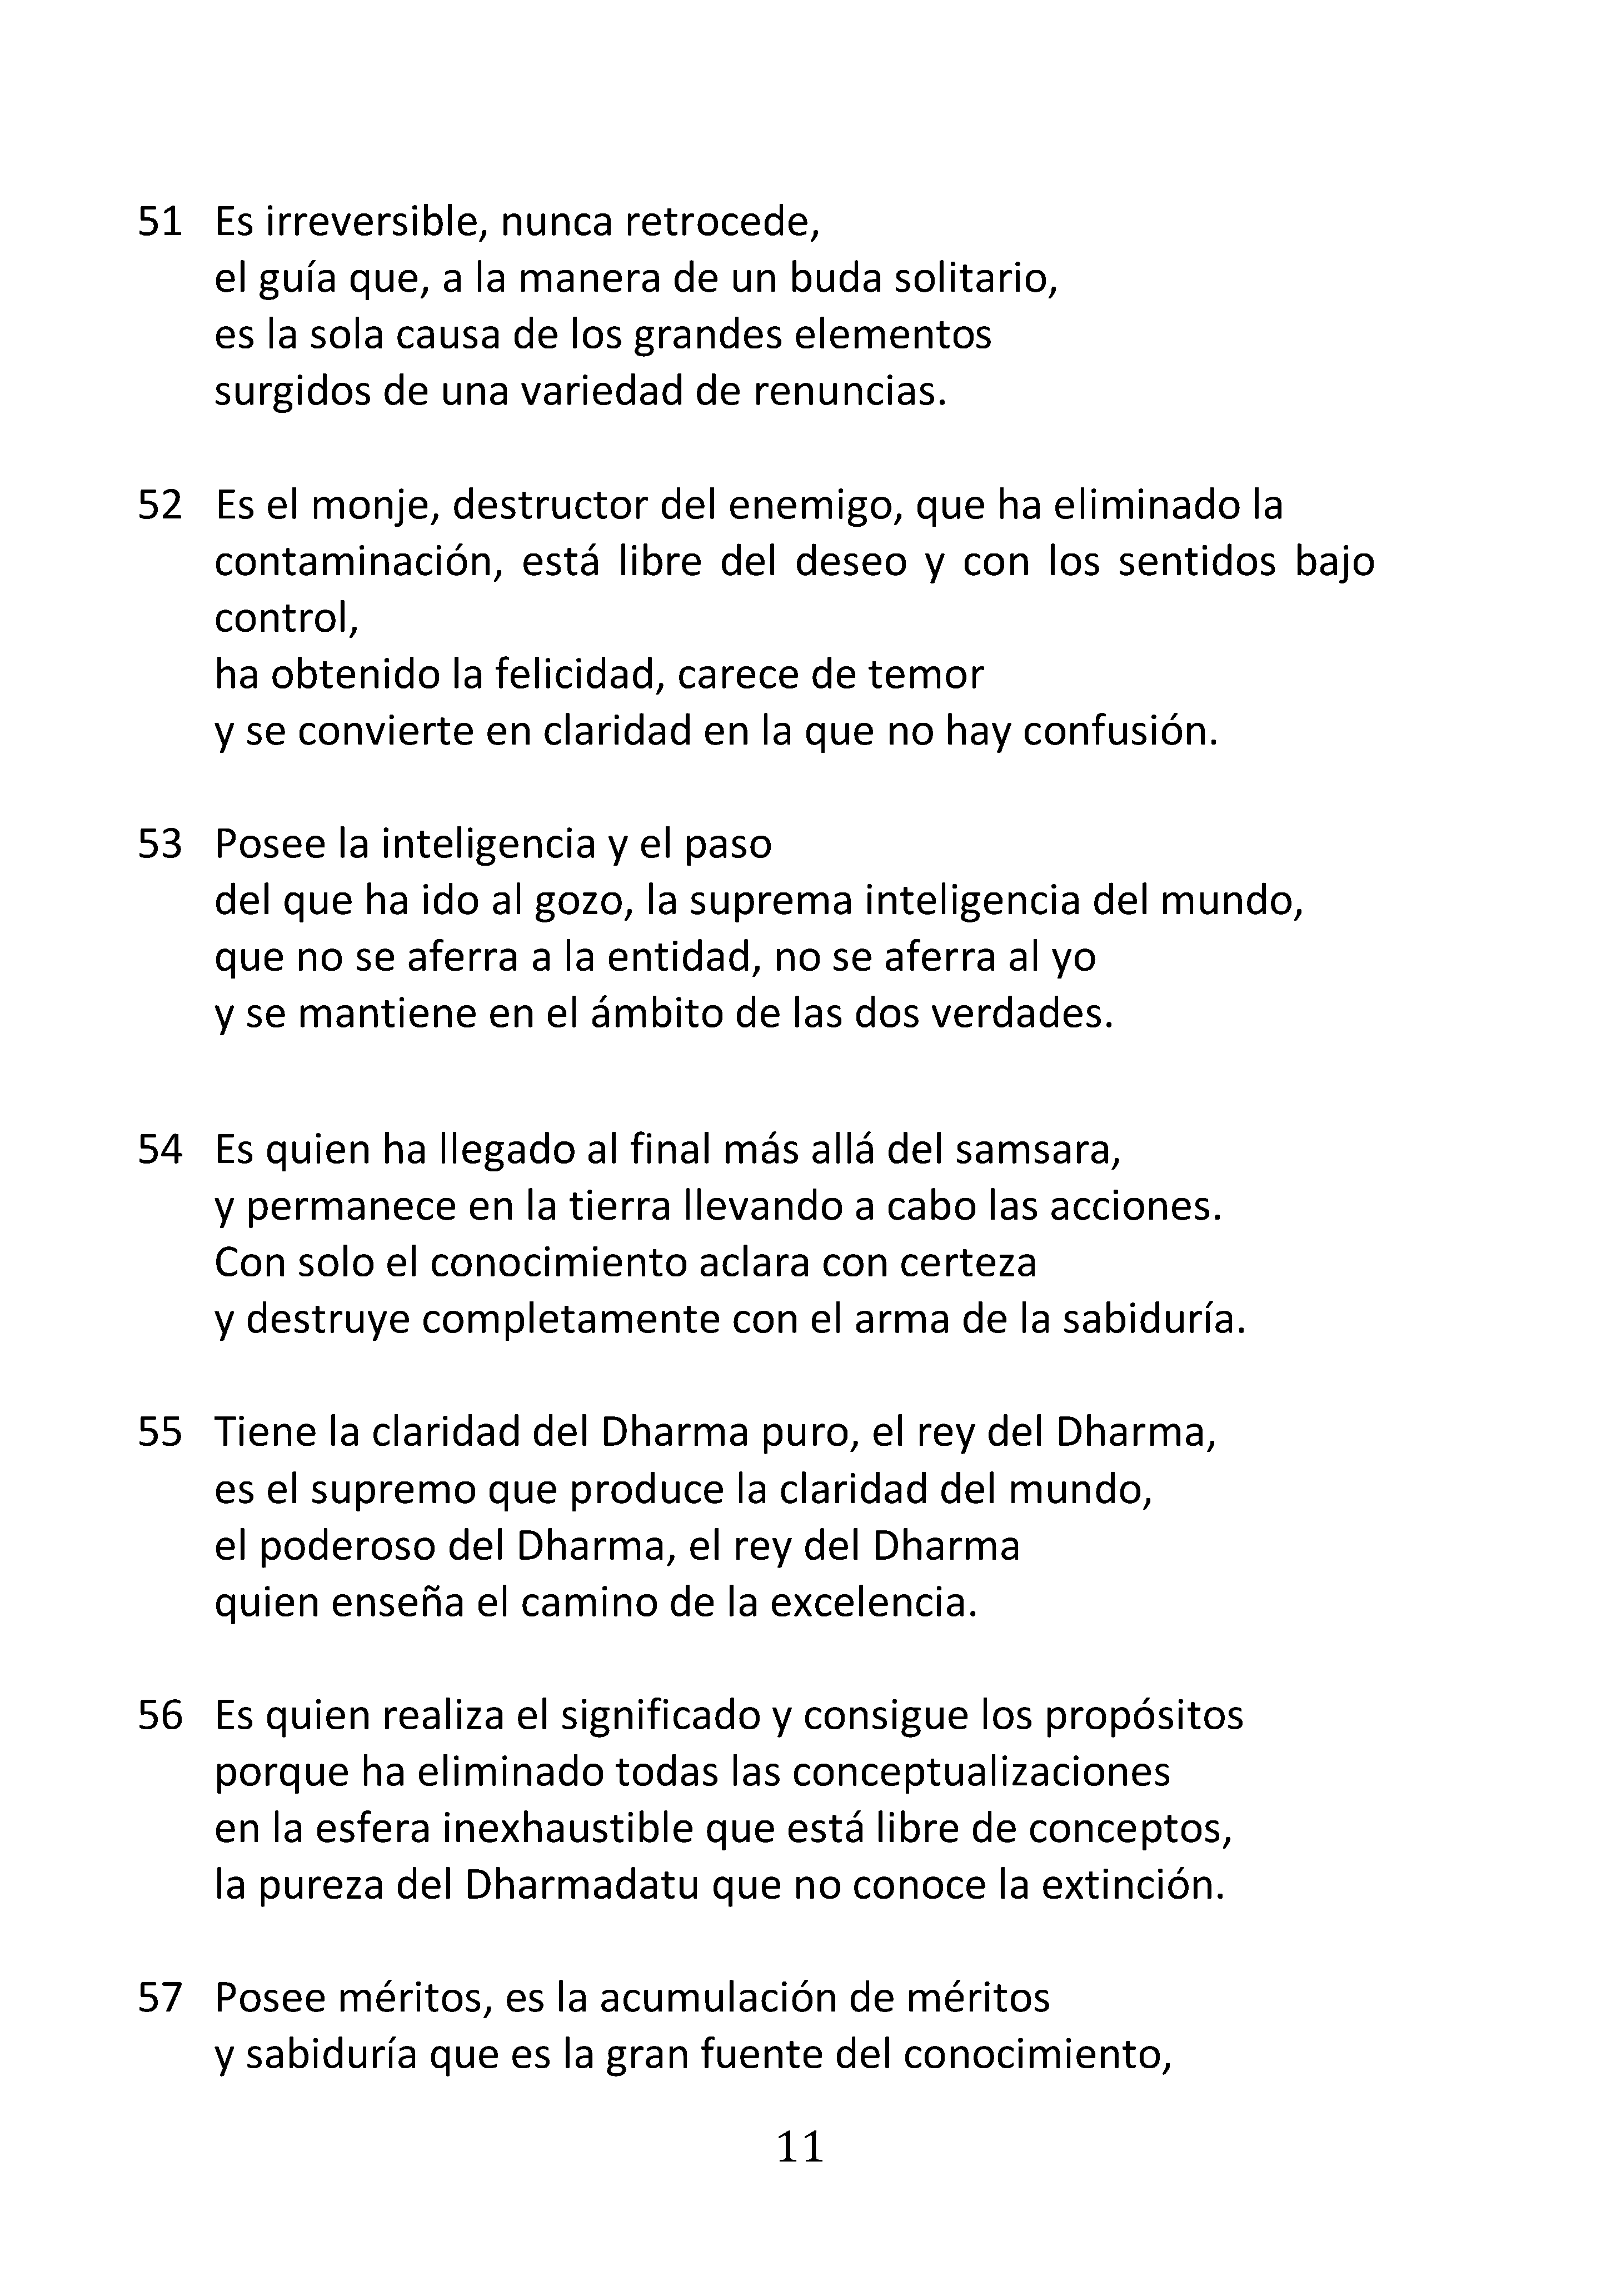 51 Es irreversible, nunca retrocede,
el guía que, a la manera de un buda solitario,
es la sola causa de los grandes elementos
surgidos de una variedad de renuncias.
52 Es el monje, destructor del enemigo, que ha eliminado la
contaminación, está libre del deseo y con los sentidos bajo
control,
ha obtenido la felicidad, carece de temor
y se convierte en claridad en la que no hay confusión.
53 Posee la inteligencia y el paso
del que ha ido al gozo, la suprema inteligencia del mundo,
que no se aferra a la entidad, no se aferra al yo
y se mantiene en el ámbito de las dos verdades.
54 Es quien ha llegado al final más allá del samsara,
y permanece en la tierra llevando a cabo las acciones.
Con solo el conocimiento aclara con certeza
y destruye completamente con el arma de la sabiduría.
55 Tiene la claridad del Dharma puro, el rey del Dharma,
es el supremo que produce la claridad del mundo,
el poderoso del Dharma, el rey del Dharma
quien enseña el camino de la excelencia.
56 Es quien realiza el significado y consigue los propósitos
porque ha eliminado todas las conceptualizaciones
en la esfera inexhaustible que está libre de conceptos,
la pureza del Dharmadatu que no conoce la extinción.
57 Posee méritos, es la acumulación de méritos
y sabiduría que es la gran fuente del conocimiento,
11